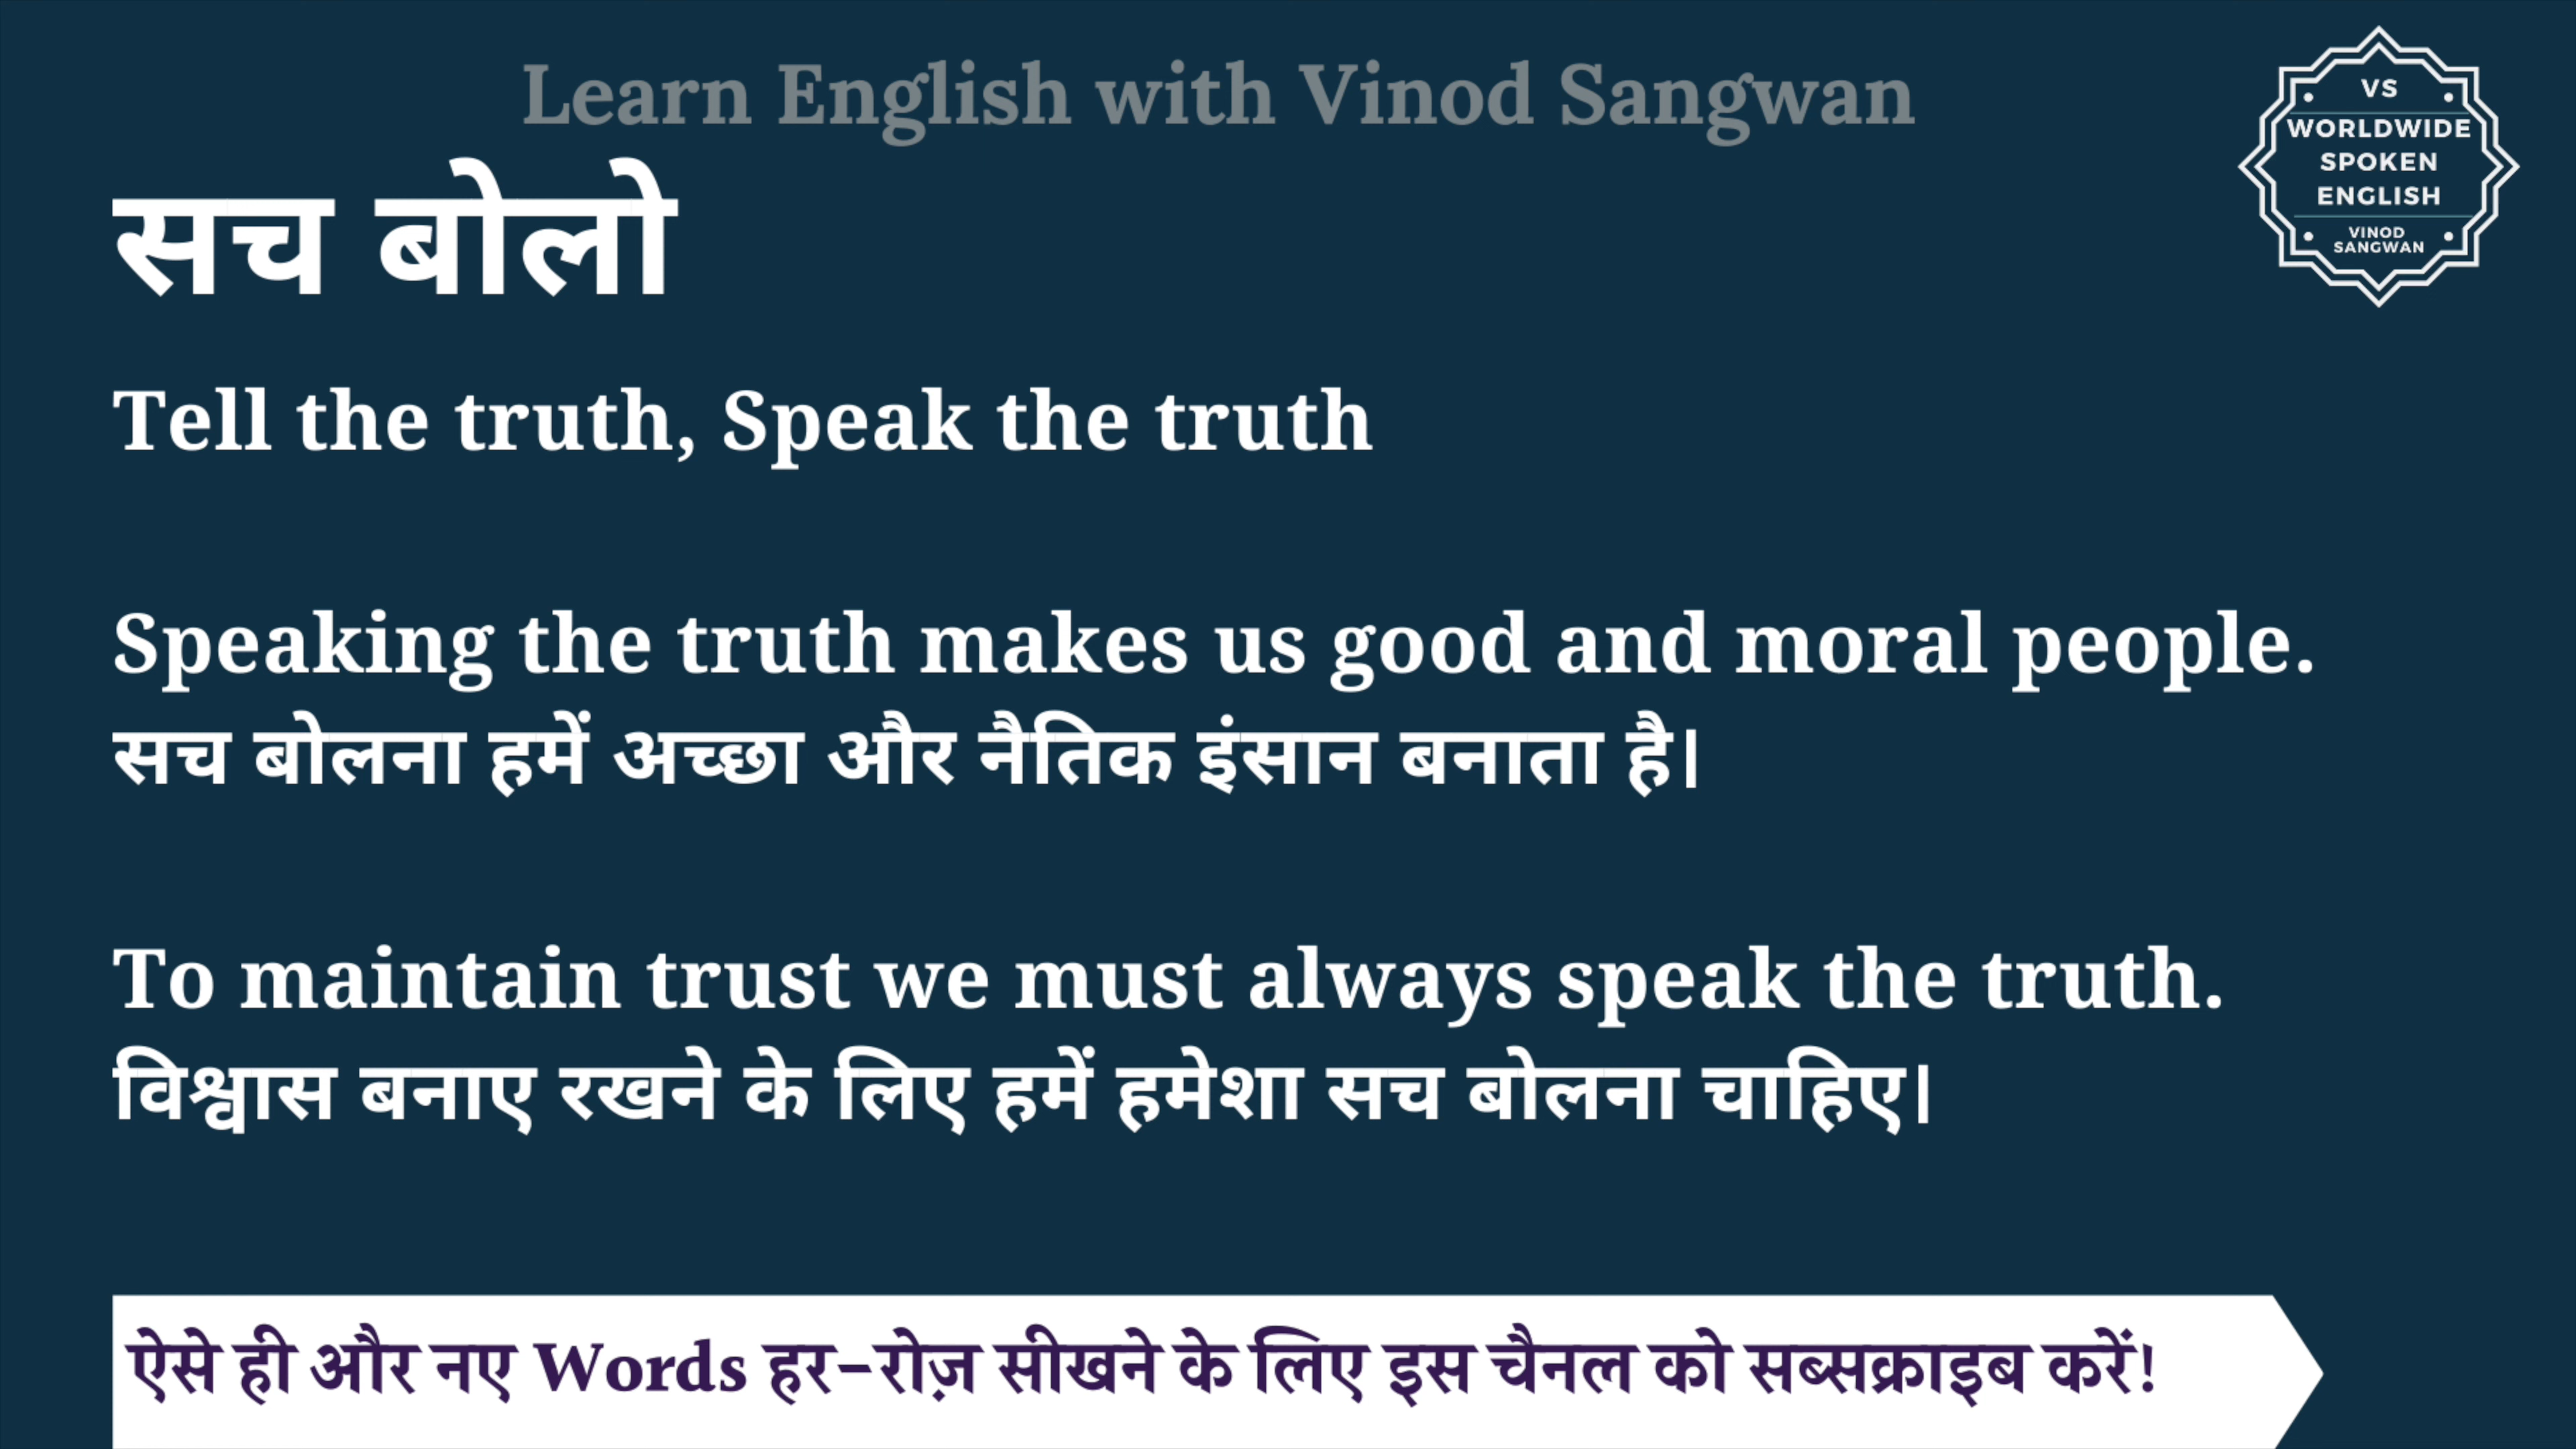 Learn English with Vinod Sangwan
VS
WORLDWIDE
SPOKEN
ENGLISH
VINOD
SANGWAN
सच बोलो
Tell the truth, Speak the truth
Speaking the truth makes us good and moral people.
सच बोलना हमें अच्छा और नैतिक इंसान बनाता है।
To maintain trust we must always speak the truth.
विश्वास बनाए रखने के लिए हमें हमेशा सच बोलना चाहिए।
ऐसे ही और नए Words हर-रोज़ सीखने के लिए इस चैनल को सब्सक्राइब करें!